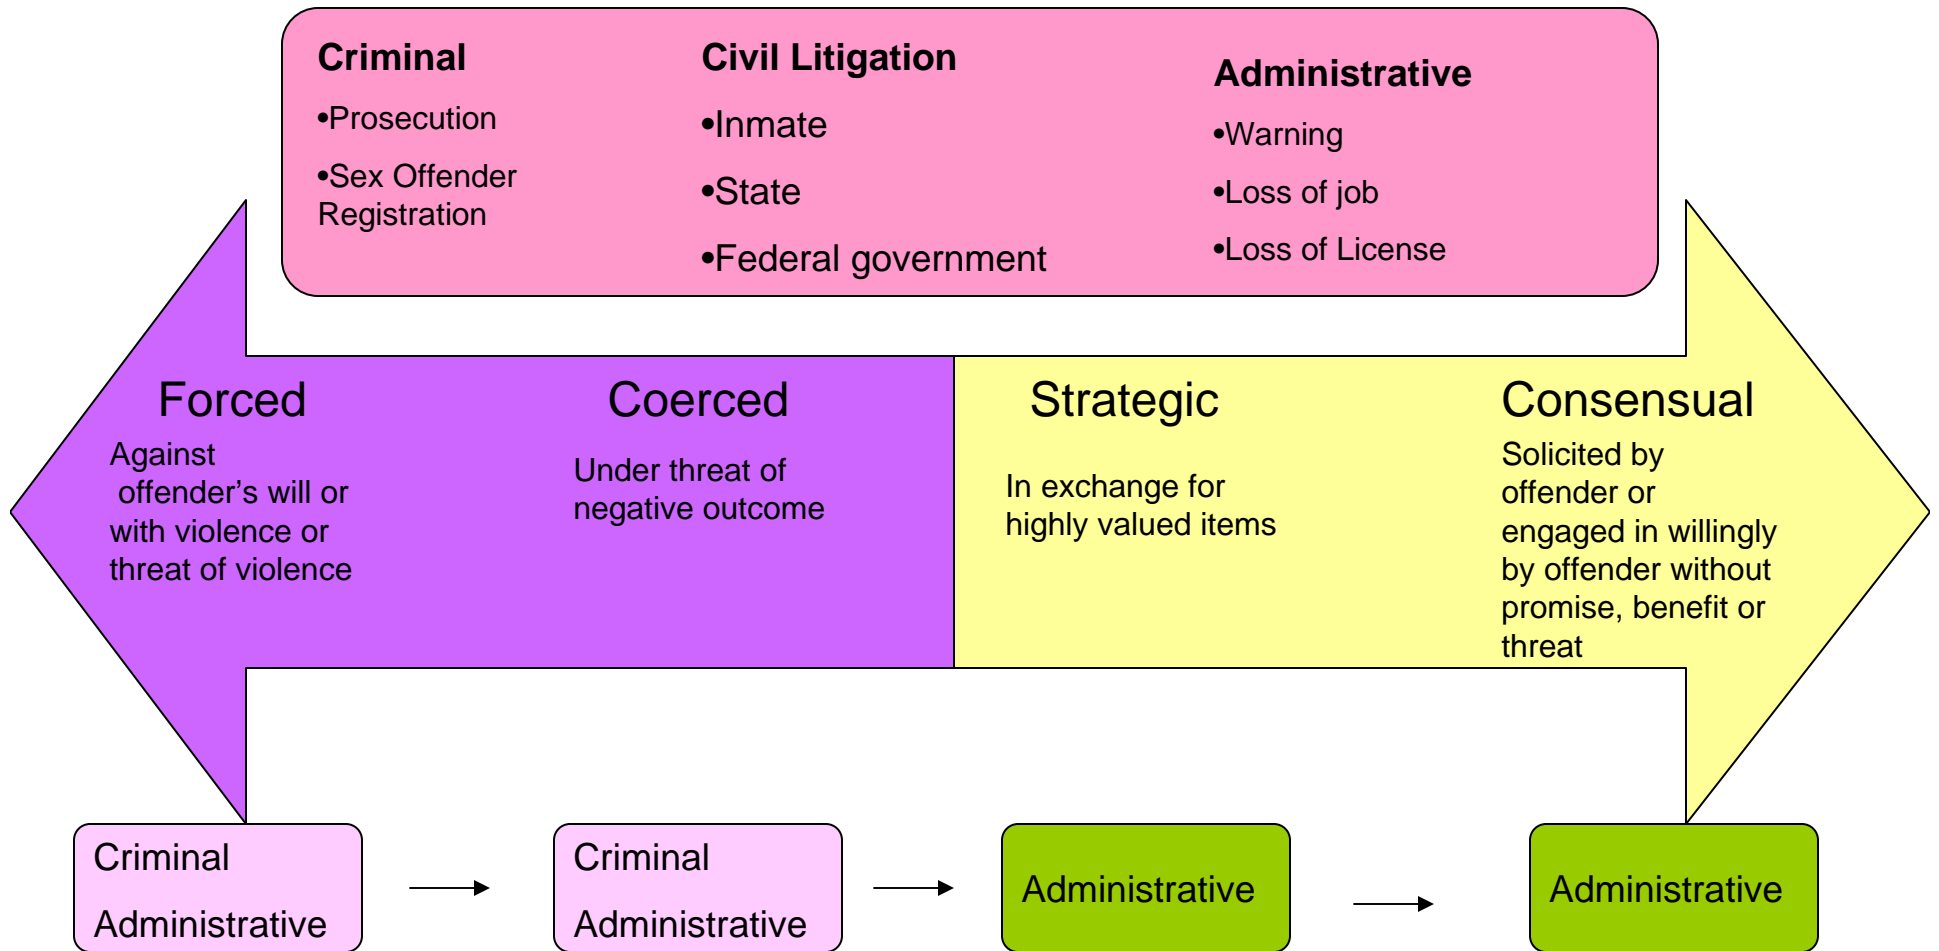 Criminal
•Prosecution
•Sex Offender
Registration
Civil Litigation
•Inmate
•State
•Federal government
Administrative
•Warning
•Loss of job
•Loss of License
Forced
Against
offender’s will or
with violence or
threat of violence
Coerced
Under threat of
negative outcome
Strategic
In exchange for
highly valued items
Consensual
Solicited by
offender or
engaged in willingly
by offender without
promise, benefit or
threat
Criminal
Administrative
Criminal
Administrative
Administrative
Administrative